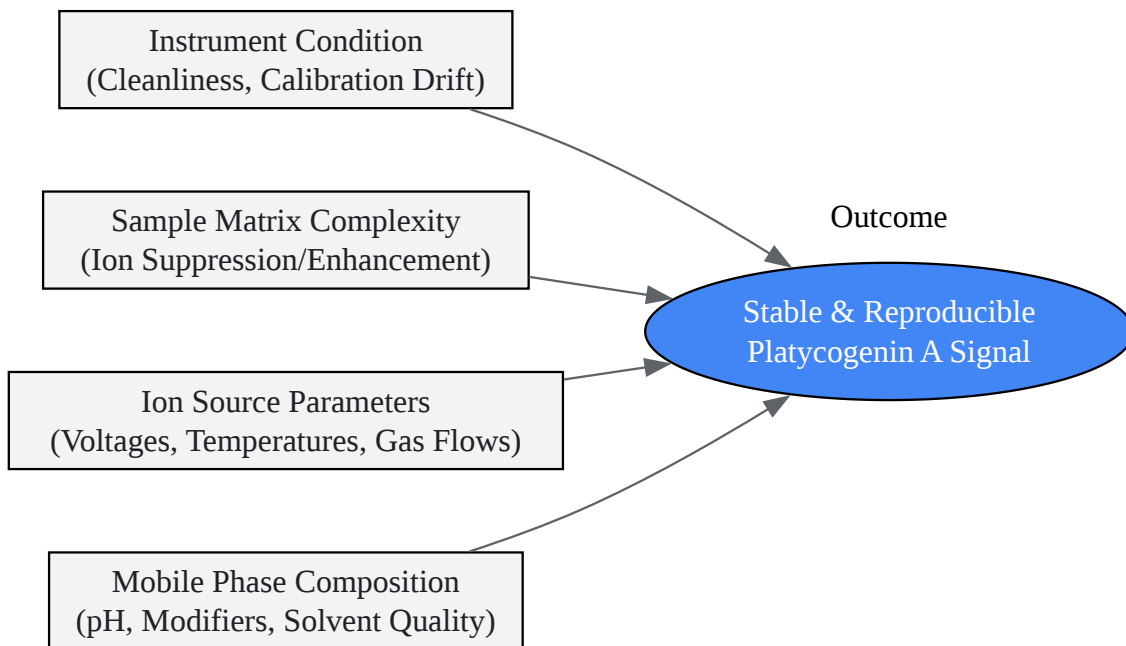 Instrument Condition
(Cleanliness, Calibration Drift)
Sample Matrix Complexity
(Ion Suppression/Enhancement)
Ion Source Parameters
(Voltages, Temperatures, Gas Flows)
Mobile Phase Composition
(pH, Modifiers, Solvent Quality)
Outcome
Stable & Reproducible
Platycogenin A Signal